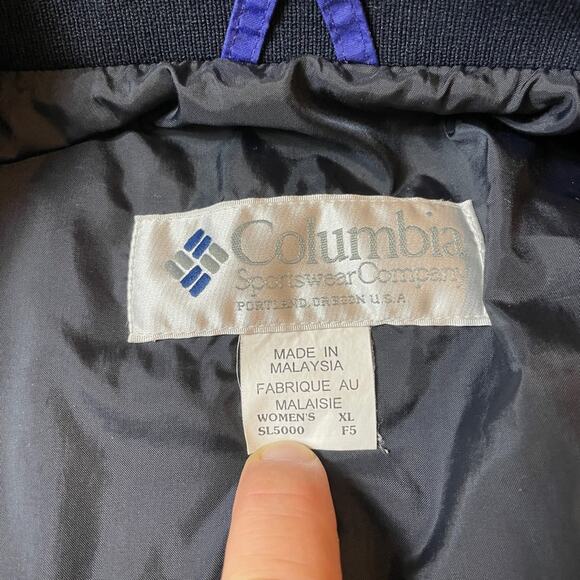 Columbia
Sportswear Company
PORTLAND, OREGON U.S.A
MADE IN
MALAYSIA
FABRIQUE AU
MALAISIE
WOMEN'S XL
SL5000 F5